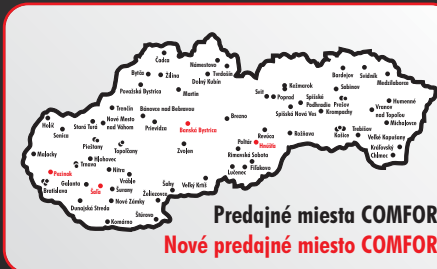 Čadca
Námestovo
Bytča
Žilina
Tvrdošín
Dolný Kubín
Považská Bystrica
Martin
Bardejov
Svidník
Medzilaborce
Kežmarok
Sabinov
Svit
Poprad
Spišské
Podhradie
Prešov
Humenné
Krompachy
Vranov
nad Topľou
Spišská Nová Ves
Michalovce
Trenčín
Bánovce nad Bebravou
Holíč
Stará Turá
Nové Mesto
nad Váhom
Prievidza
Banská Bystrica
Brezno
Senica
Revúca
Rožňava
Košice
Trebišov
Piešťany
Topoľčany
Zvolen
Poltár
Hnúšťa
Veľké Kapušany
Rimavská Sobota
Kráľovský
Chlmec
Malacky
Hlohovec
Trnava
Nitra
Lučenec
Fiľakovo
Pezinok
Bratislava
Galanta
Šaľa
Vráble
Šurany
Šahy
Veľký Krtíš
Želiezovce
Dunajská Streda
Nové Zámky
Štúrovo
Komárno
Predajné miesta COMFOR
Nové predajné miesto COMFOR